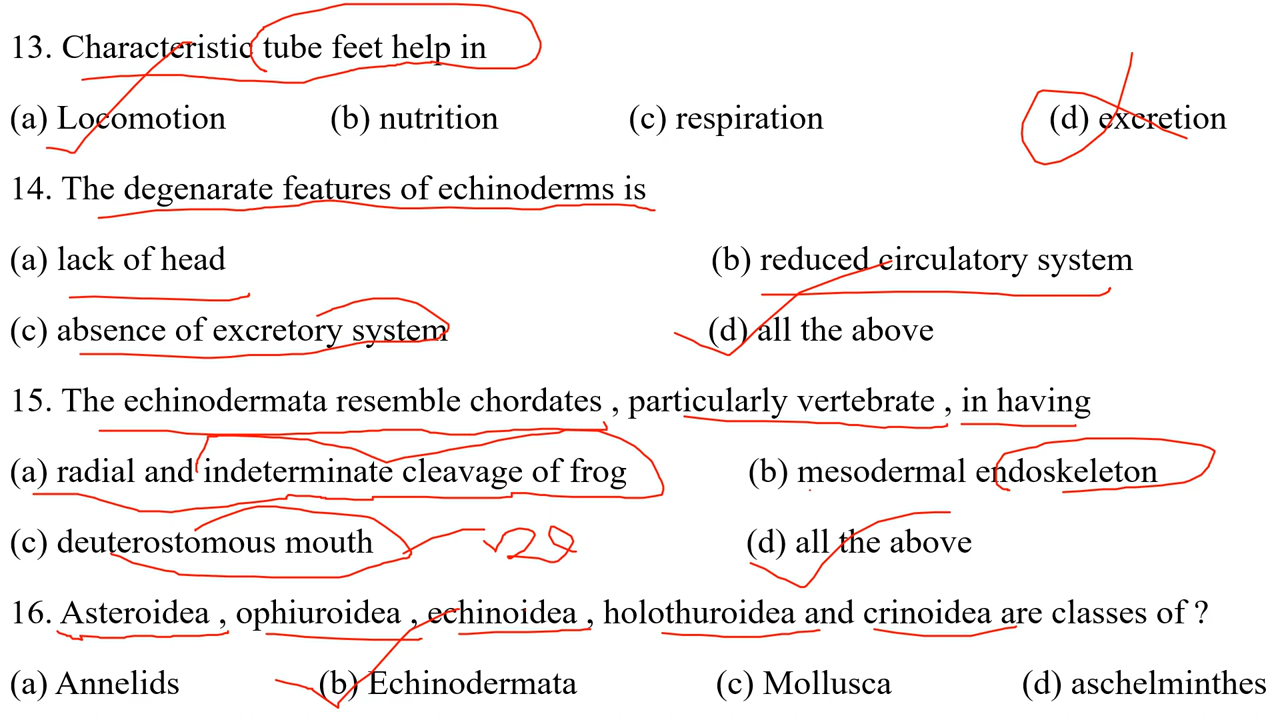 13. Characteristic tube feet help in
(a) Locomotion (b) nutrition (c) respiration (d) excretion
14. The degenarate features of echinoderms is
(a) lack of head (b) reduced circulatory system
(c) absence of excretory system (d) all the above
15. The echinodermata resemble chordates , particularly vertebrate , in having
(a) radial and indeterminate cleavage of frog (b) mesodermal endoskeleton
(c) deuterostomous mouth (d) all the above
16. Asteroidea , ophiuroidea , echinoidea , holothuroidea and crinoidea are classes of ?
(a) Annelids (b) Echinodermata (c) Mollusca (d) aschelminthes